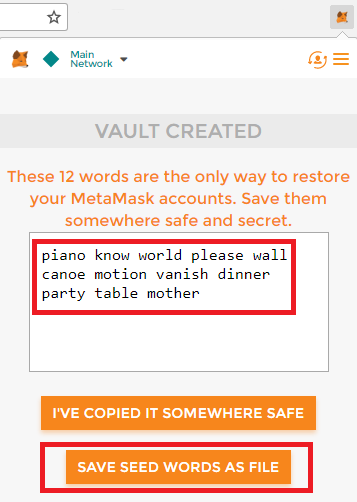 Main
Network
VAULT CREATED
These 12 words are the only way to restore
your MetaMask accounts. Save them
somewhere safe and secret.
piano know world please wall
canoe motion vanish dinner
party table mother
I'VE COPIED IT SOMEWHERE SAFE
SAVE SEED WORDS AS FILE